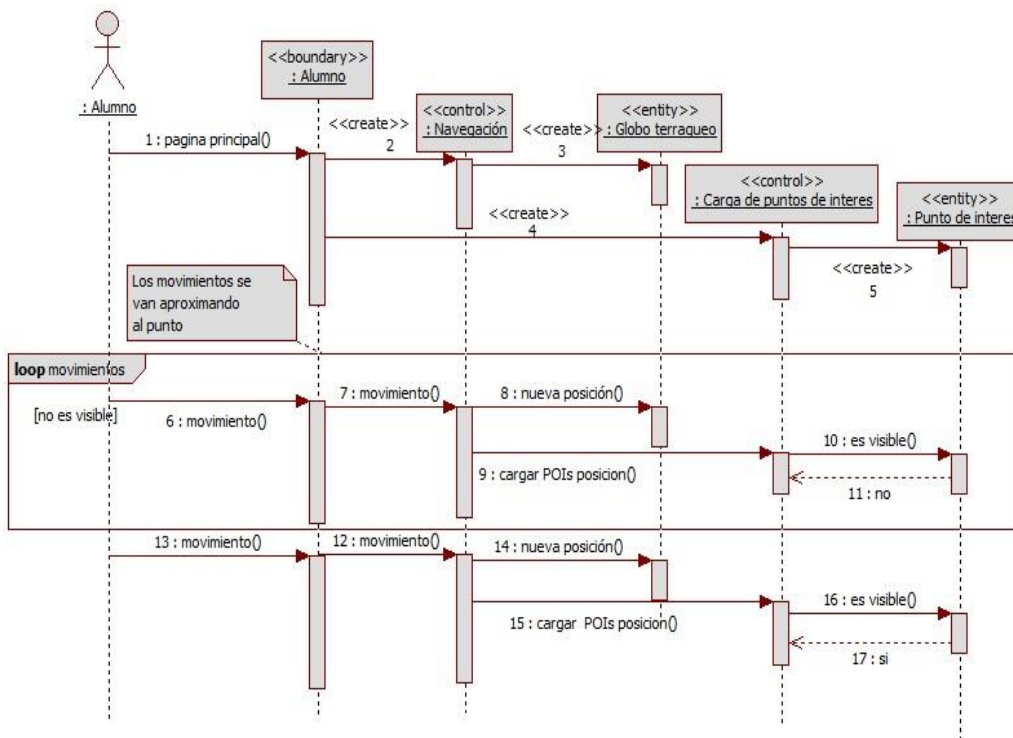 : Alumno
<<boundary>>
: Alumno
<<control>>
: Navegación
<<entity>>
: Globo terraqueo
<<control>>
: Carga de puntos de interes
<<entity>>
: Punto de interes
1 : pagina principal()
<<create>>
2
<<create>>
3
<<create>>
4
<<create>>
5
Los movimientos se
van aproximando
al punto
loop movimientos
[no es visible]
6 : movimiento()
7 : movimiento()
8 : nueva posición()
9 : cargar POIs posicion()
10 : es visible()
11 : no
13 : movimiento()
12 : movimiento()
14 : nueva posición()
15 : cargar POIs posicion()
16 : es visible()
17 : si